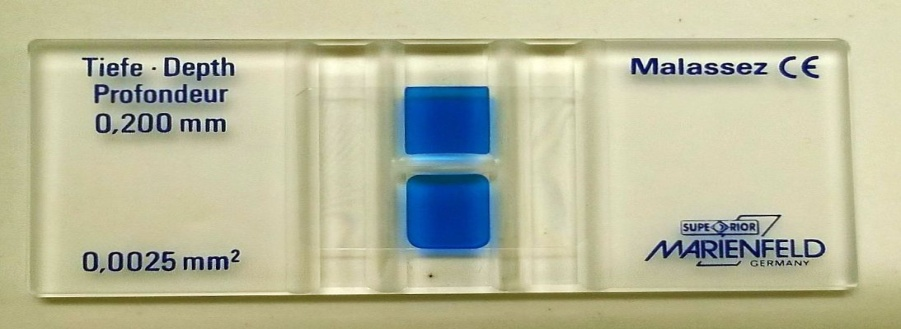 Tiefe · Depth
Profondeur
0,200 mm
0,0025 mm²
Malassez CE
SUPERIOR
MARIENFELD
GERMANY